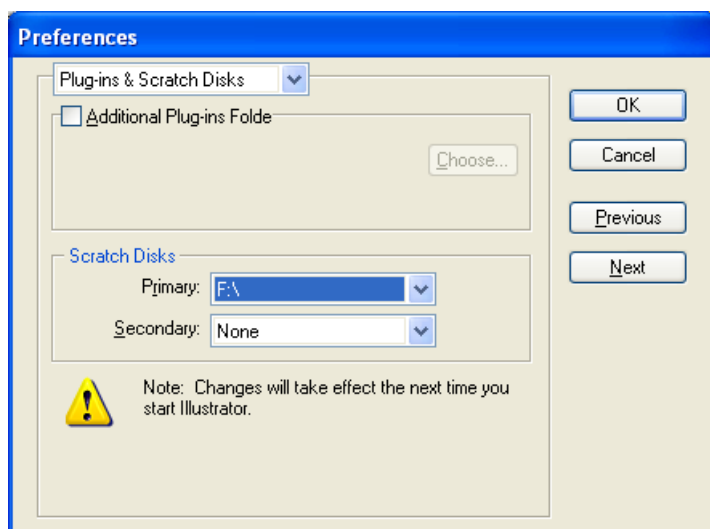 Preferences
Plug-ins & Scratch Disks
Additional Plug-ins Folde
Choose...
Scratch Disks
Primary: F:\
Secondary: None
Note: Changes will take effect the next time you
start Illustrator.
OK
Cancel
Previous
Next